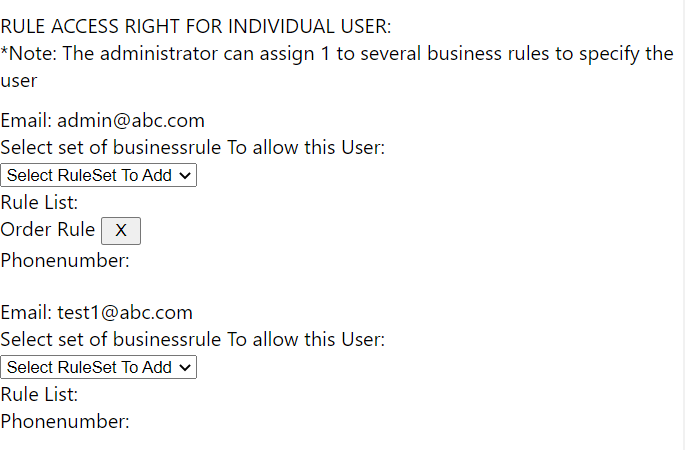 RULE ACCESS RIGHT FOR INDIVIDUAL USER:
*Note: The administrator can assign 1 to several business rules to specify the
user
Email: admin@abc.com
Select set of businessrule To allow this User:
Select RuleSet To Add
Rule List:
Order Rule X
Phonenumber:
Email: test1@abc.com
Select set of businessrule To allow this User:
Select RuleSet To Add
Rule List:
Phonenumber: